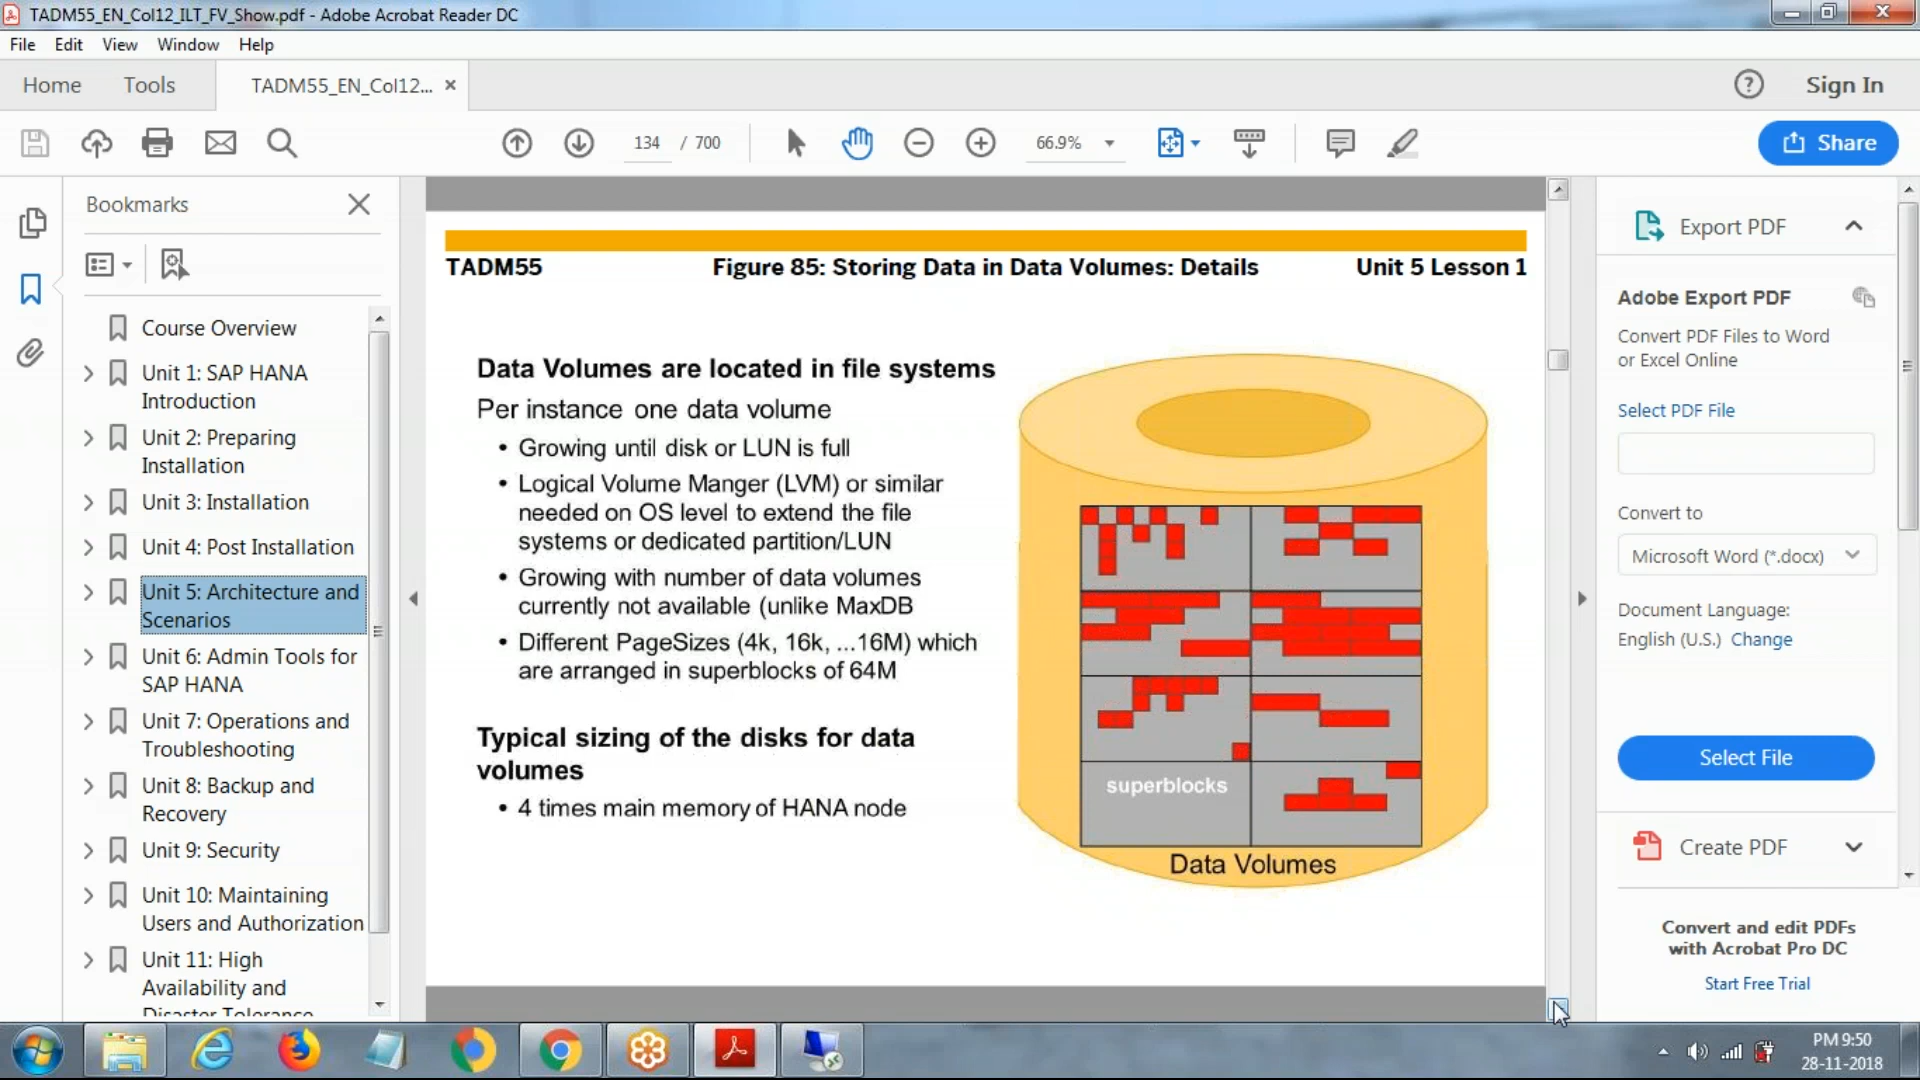 TADM55_EN_Col12_ILT_FV_Show.pdf - Adobe Acrobat Reader DC
File Edit View Window Help
Home Tools TADM55_EN_Col12... Sign In
134 / 700 66.9% Share
Bookmarks
Course Overview
Unit 1: SAP HANA
Introduction
Unit 2: Preparing
Installation
Unit 3: Installation
Unit 4: Post Installation
Unit 5: Architecture and
Scenarios
Unit 6: Admin Tools for
SAP HANA
Unit 7: Operations and
Troubleshooting
Unit 8: Backup and
Recovery
Unit 9: Security
Unit 10: Maintaining
Users and Authorization
Unit 11: High
Availability and
Disaster Tolerance
TADM55 Figure 85: Storing Data in Data Volumes: Details Unit 5 Lesson 1
Data Volumes are located in file systems
Per instance one data volume
• Growing until disk or LUN is full
• Logical Volume Manger (LVM) or similar
needed on OS level to extend the file
systems or dedicated partition/LUN
• Growing with number of data volumes
currently not available (unlike MaxDB
• Different PageSizes (4k, 16k, ...16M) which
are arranged in superblocks of 64M
Typical sizing of the disks for data
volumes
• 4 times main memory of HANA node
superblocks
Data Volumes
Export PDF
Adobe Export PDF
Convert PDF Files to Word
or Excel Online
Select PDF File
Convert to
Microsoft Word (*.docx)
Document Language:
English (U.S.) Change
Select File
Create PDF
Convert and edit PDFs
with Acrobat Pro DC
Start Free Trial
PM 9:50
28-11-2018